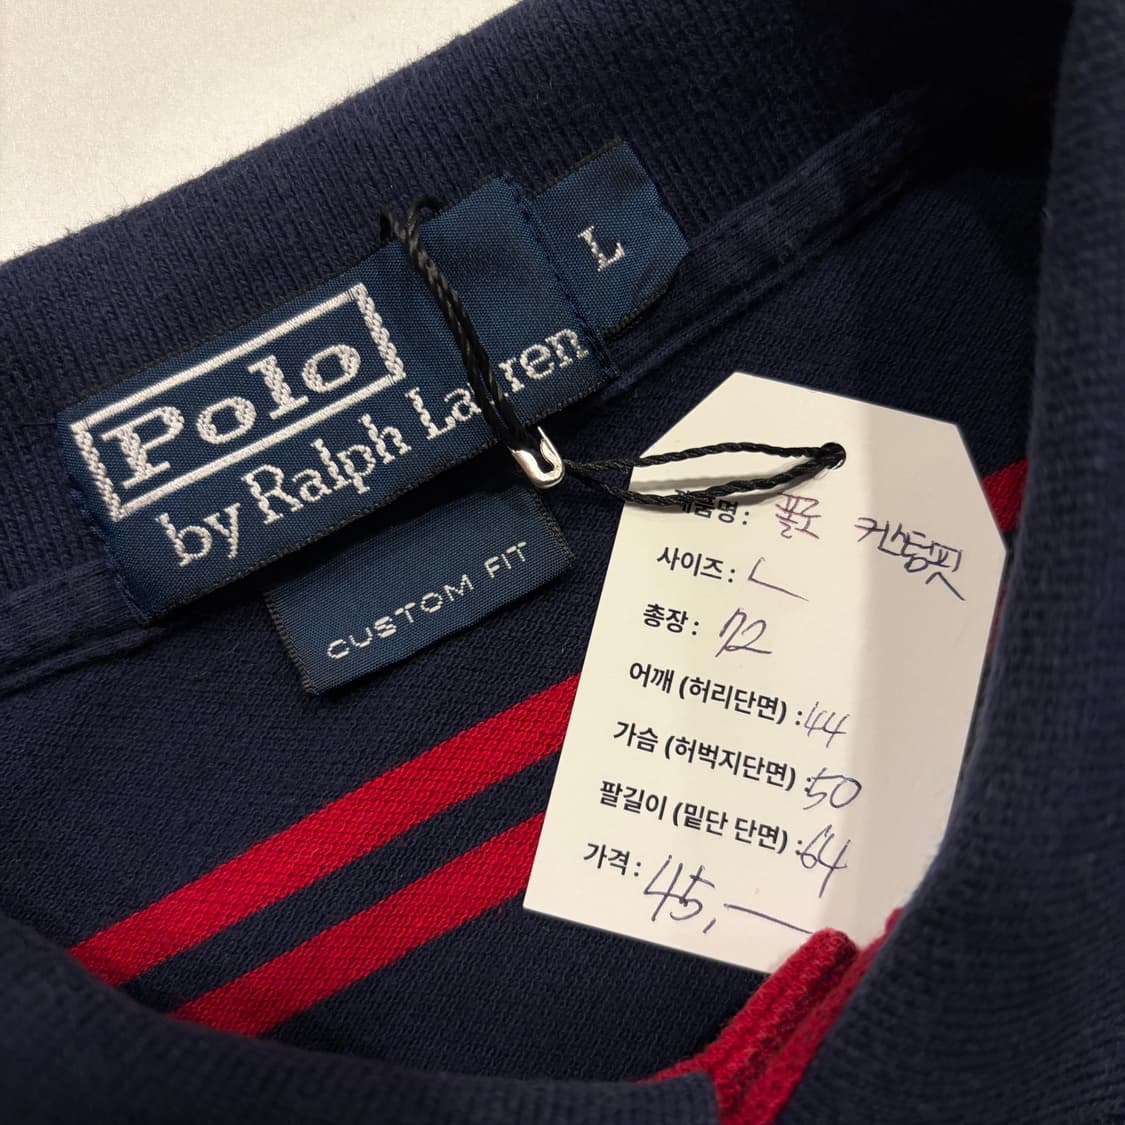 Polo
by Ralph Lauren
L
CUSTOM FIT
제품명: 폴로 커스텀핏
사이즈: L
총장: 72
어깨 (허리단면) : 44
가슴 (허벅지단면) : 50
팔길이 (밑단 단면) : 64
가격: 45,—